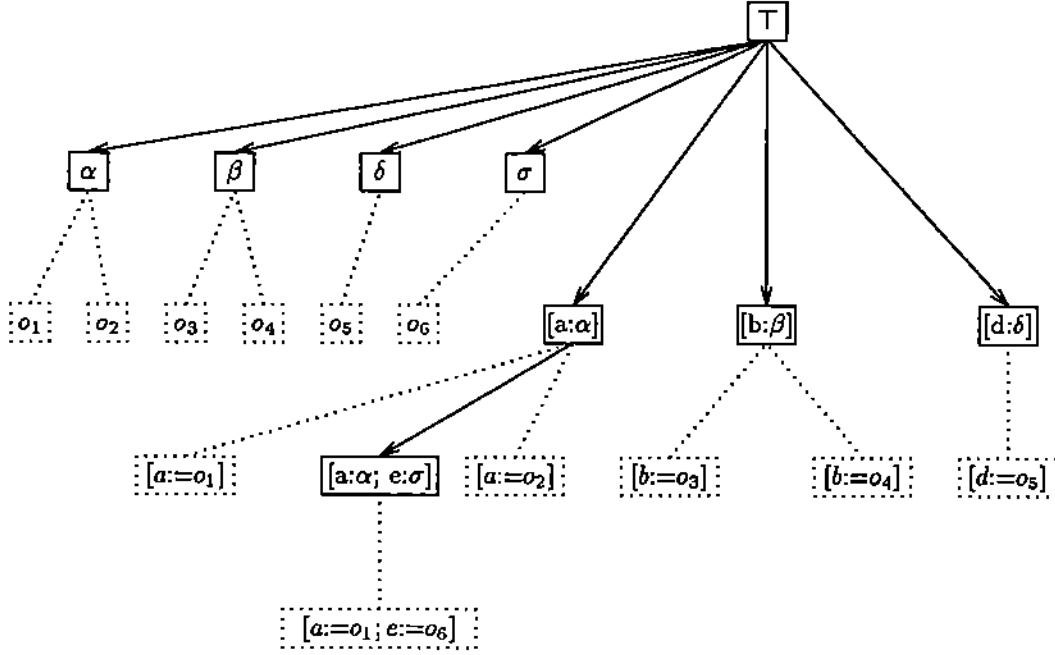 ⊤
α β δ σ
o₁ o₂ o₃ o₄ o₅ o₆ [a:α] [b:β] [d:δ]
[a:=o₁] [a:α; e:σ] [a:=o₂] [b:=o₃] [b:=o₄] [d:=o₅]
[a:=o₁; e:=o₆]